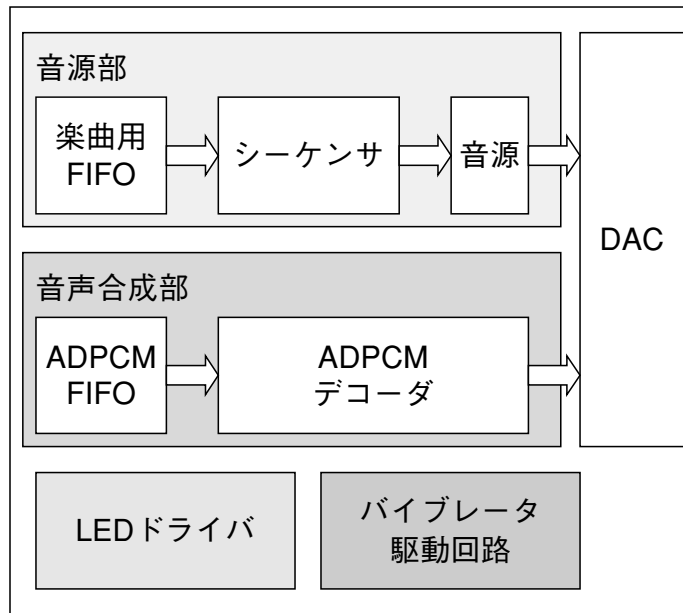 音源部
楽曲用
FIFO
シーケンサ
音源
DAC
音声合成部
ADPCM
FIFO
ADPCM
デコーダ
LEDドライバ
バイブレータ
駆動回路